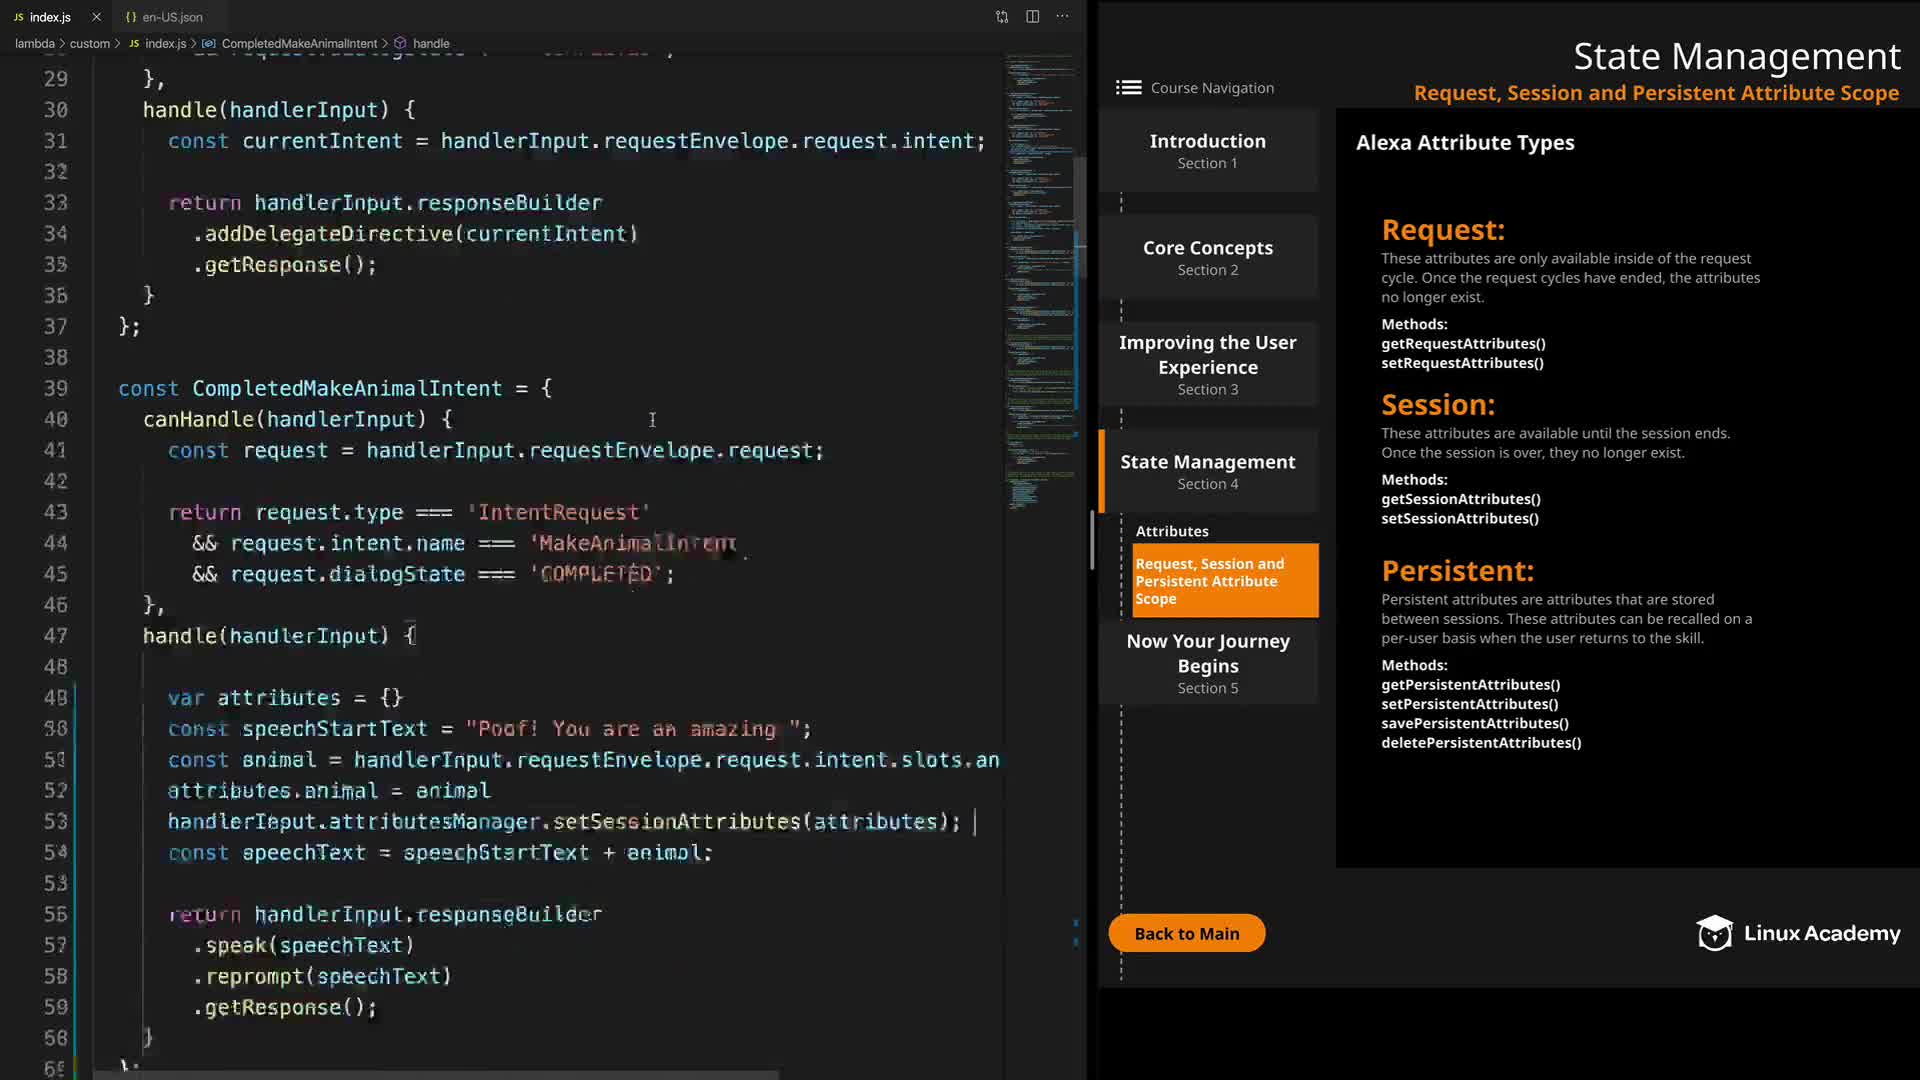 JS index.js
{} en-US.json
lambda > custom > JS index.js > CompletedMakeAnimalIntent > handle
29 },
30 handle(handlerInput) {
31 const currentIntent = handlerInput.requestEnvelope.request.intent;
32
33 return handlerInput.responseBuilder
34 .addDelegateDirective(currentIntent)
35 .getResponse();
36 }
37 };
38
39 const CompletedMakeAnimalIntent = {
40 canHandle(handlerInput) {
41 const request = handlerInput.requestEnvelope.request;
42
43 return request.type === 'IntentRequest'
44 && request.intent.name === 'MakeAnimalIntent
45 && request.dialogState === 'COMPLETED';
46 },
47 handle(handlerInput) {
48
49 var attributes = {}
50 const speechStartText = "Poof! You are an amazing ";
51 const animal = handlerInput.requestEnvelope.request.intent.slots.an
52 attributes.animal = animal
53 handlerInput.attributesManager.setSessionAttributes(attributes);
54 const speechText = speechStartText + animal;
55
56 return handlerInput.responseBuilder
57 .speak(speechText)
58 .reprompt(speechText)
59 .getResponse();
60 }
};
State Management
Request, Session and Persistent Attribute Scope
Course Navigation
Introduction
Section 1
Core Concepts
Section 2
Improving the User
Experience
Section 3
State Management
Section 4
Attributes
Request, Session and
Persistent Attribute
Scope
Now Your Journey
Begins
Section 5
Back to Main
Alexa Attribute Types
Request:
These attributes are only available inside of the request
cycle. Once the request cycles have ended, the attributes
no longer exist.
Methods:
getRequestAttributes()
setRequestAttributes()
Session:
These attributes are available until the session ends.
Once the session is over, they no longer exist.
Methods:
getSessionAttributes()
setSessionAttributes()
Persistent:
Persistent attributes are attributes that are stored
between sessions. These attributes can be recalled on a
per-user basis when the user returns to the skill.
Methods:
getPersistentAttributes()
setPersistentAttributes()
savePersistentAttributes()
deletePersistentAttributes()
Linux Academy